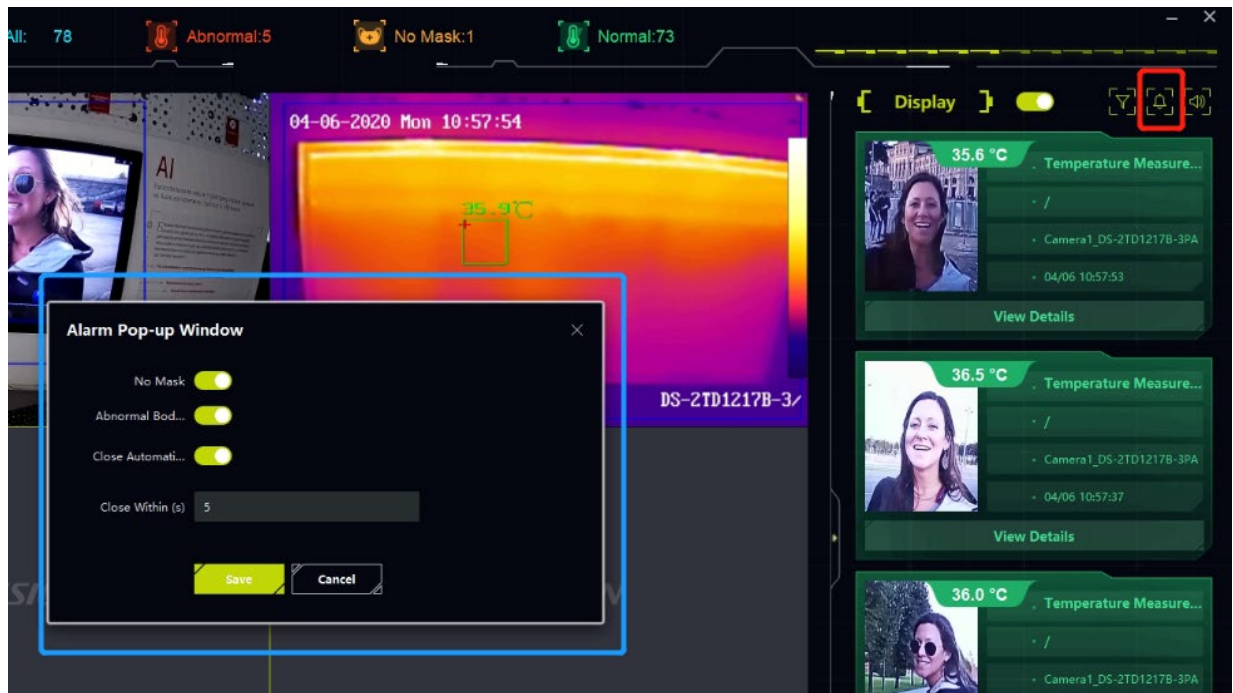 All: 78
Abnormal:5
No Mask:1
Normal:73
AI
04-06-2020 Mon 10:57:54
35.9℃
DS-2TD1217B-3/
Alarm Pop-up Window
No Mask
Abnormal Bod...
Close Automati...
Close Within (s) 5
Save Cancel
Display
35.6 °C
. Temperature Measure...
· /
· Camera1_DS-2TD1217B-3PA
· 04/06 10:57:53
View Details
36.5 °C
. Temperature Measure...
· /
· Camera1_DS-2TD1217B-3PA
· 04/06 10:57:37
View Details
36.0 °C
. Temperature Measure...
· /
· Camera1_DS-2TD1217B-3PA